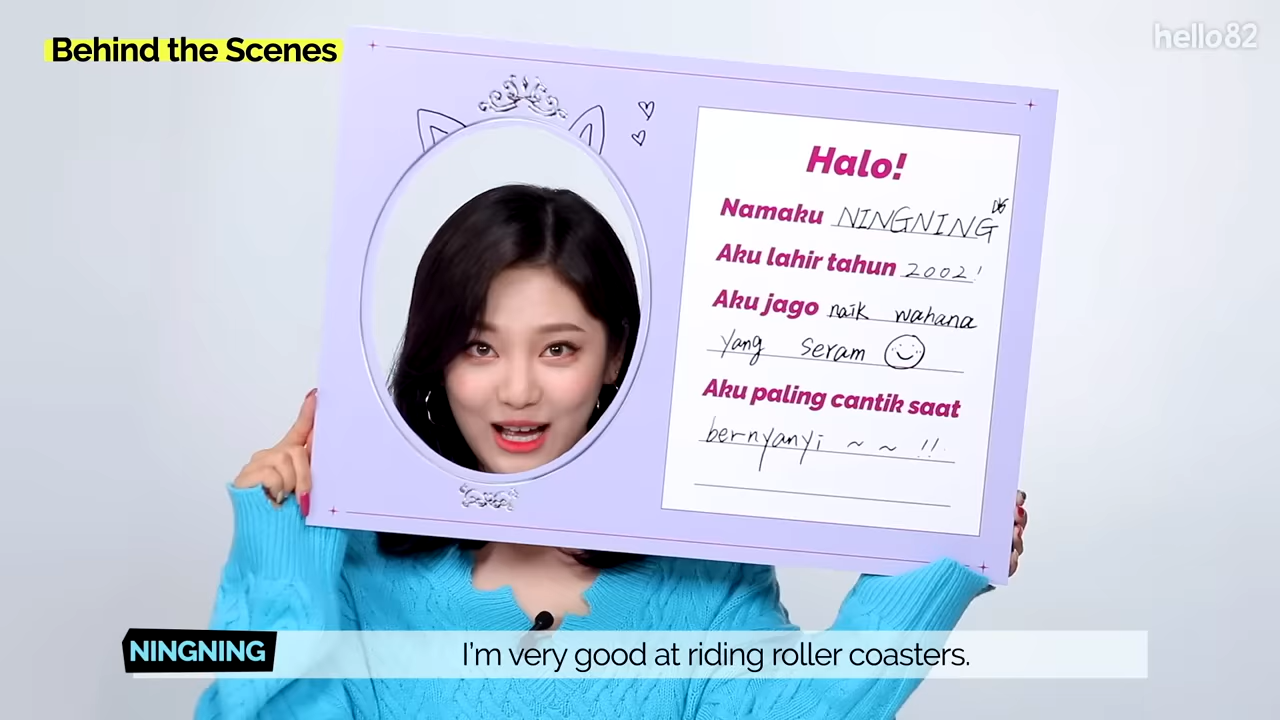 Behind the Scenes
hello82
Halo!
Namaku NINGNING
Aku lahir tahun 2002!
Aku jago naik wahana
yang seram
Aku paling cantik saat
bernyanyi ~ ~ !!
NINGNING
I'm very good at riding roller coasters.